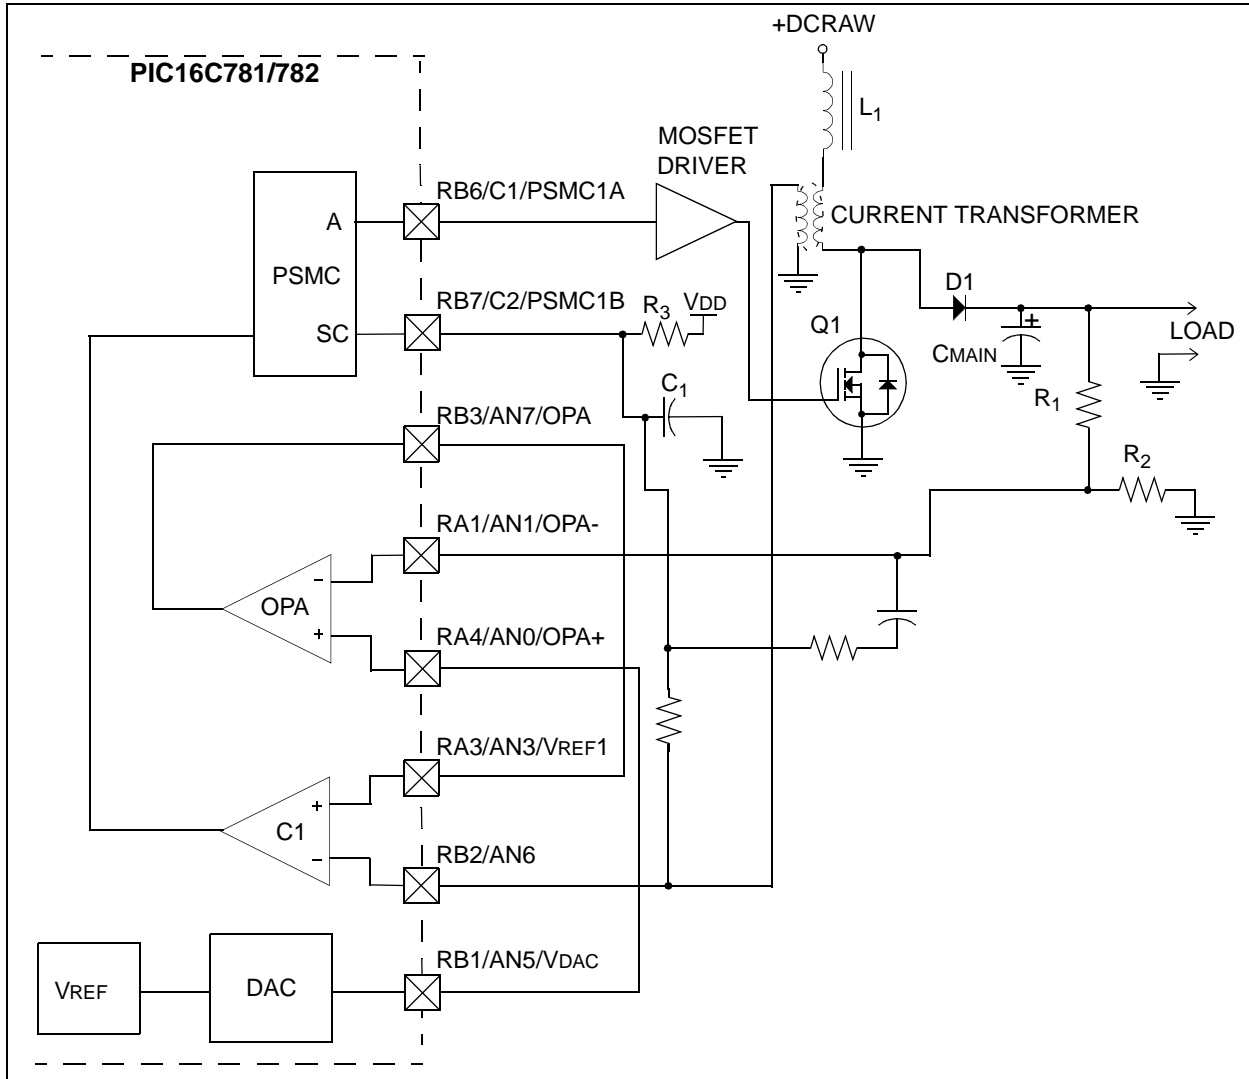 +DCRAW
PIC16C781/782
L1
MOSFET
DRIVER
RB6/C1/PSMC1A
A
CURRENT TRANSFORMER
PSMC
RB7/C2/PSMC1B
R3
VDD
D1
SC
Q1
+
LOAD
CMAIN
C1
R1
RB3/AN7/OPA
R2
RA1/AN1/OPA-
−
OPA
+
RA4/AN0/OPA+
RA3/AN3/VREF1
+
C1
−
RB2/AN6
RB1/AN5/VDAC
VREF
DAC